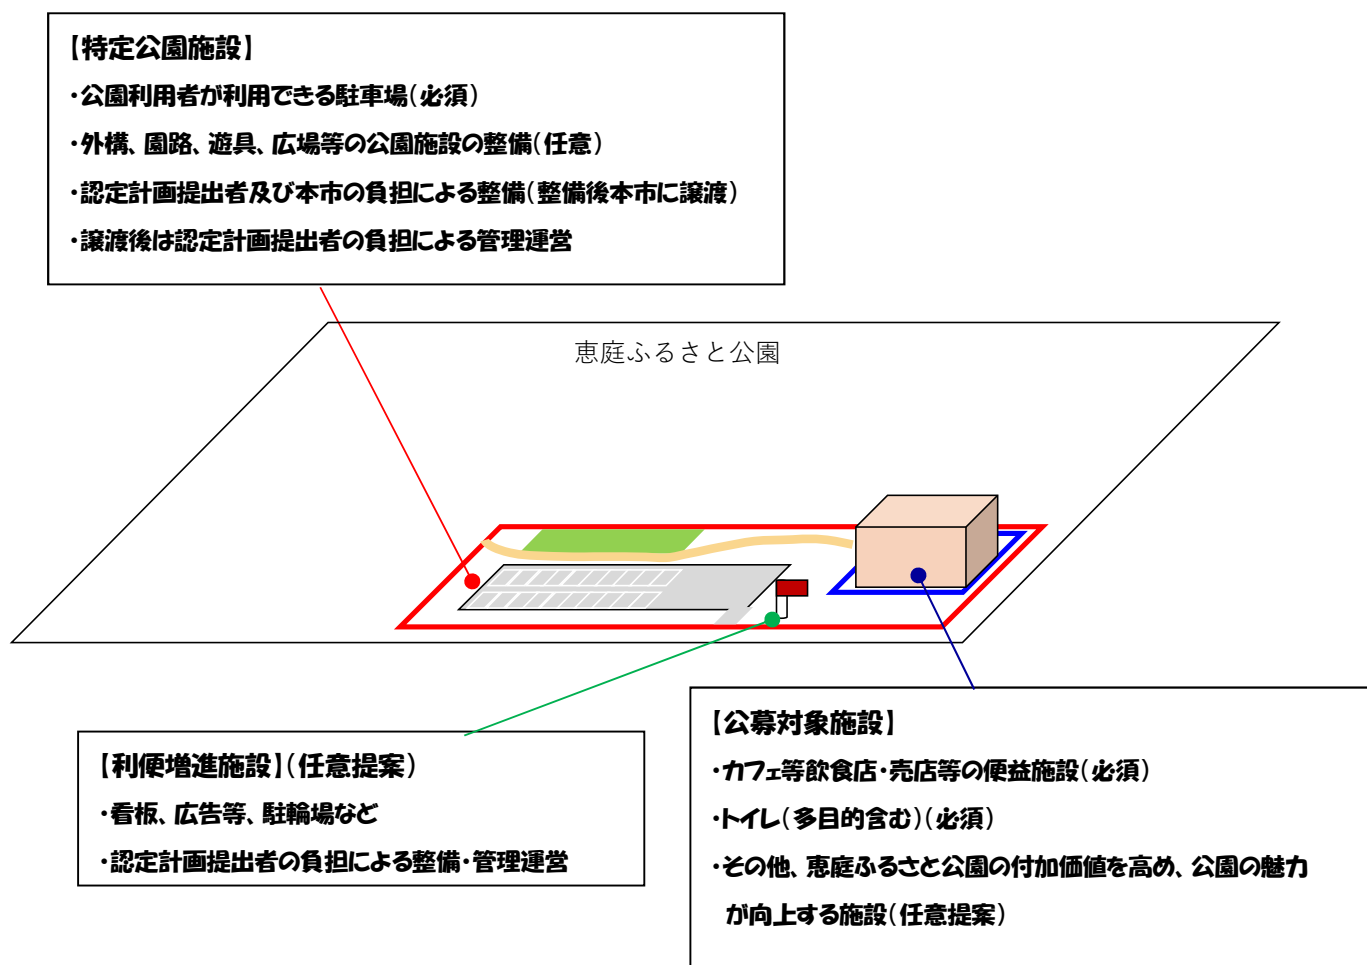 【特定公園施設】
・公園利用者が利用できる駐車場(必須)
・外構、園路、遊具、広場等の公園施設の整備(任意)
・認定計画提出者及び本市の負担による整備(整備後本市に譲渡)
・譲渡後は認定計画提出者の負担による管理運営
恵庭ふるさと公園
【利便増進施設】(任意提案)
・看板、広告等、駐輪場など
・認定計画提出者の負担による整備・管理運営
【公募対象施設】
・カフェ等飲食店・売店等の便益施設(必須)
・トイレ(多目的含む)(必須)
・その他、恵庭ふるさと公園の付加価値を高め、公園の魅力
が向上する施設(任意提案)